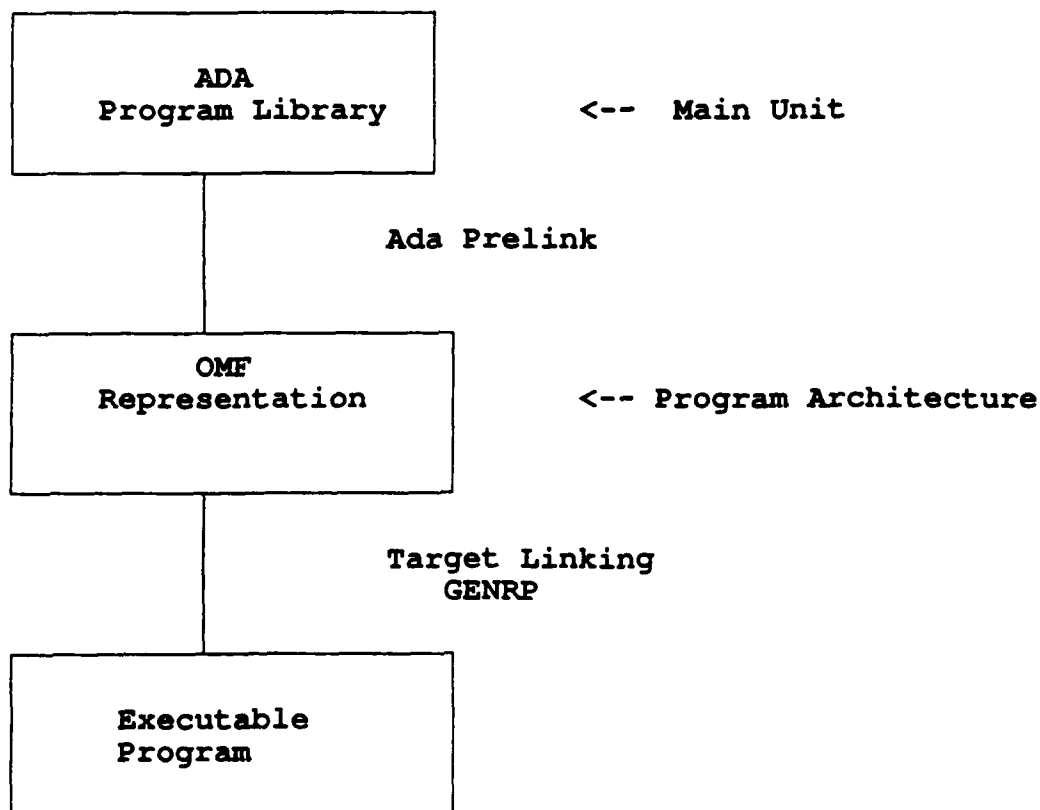 ADA
Program Library
<-- Main Unit
Ada Prelink
OMF
Representation
<-- Program Architecture
Target Linking
GENRP
Executable
Program